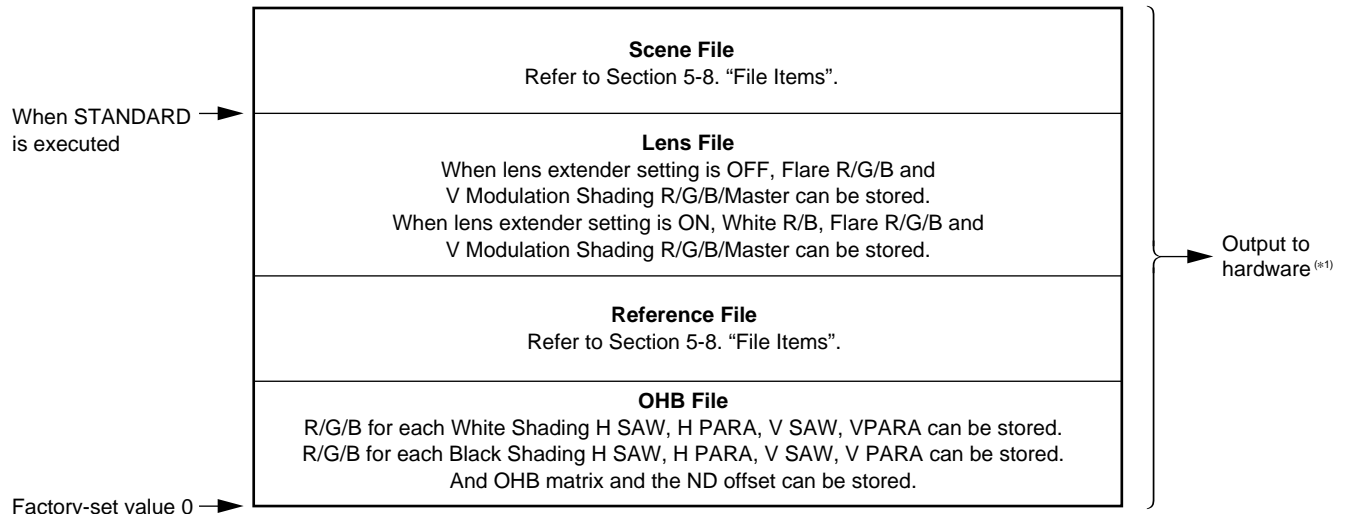 Scene File
Refer to Section 5-8. “File Items”.
When STANDARD
is executed
Lens File
When lens extender setting is OFF, Flare R/G/B and
V Modulation Shading R/G/B/Master can be stored.
When lens extender setting is ON, White R/B, Flare R/G/B and
V Modulation Shading R/G/B/Master can be stored.
Output to
hardware (*1)
Reference File
Refer to Section 5-8. “File Items”.
OHB File
R/G/B for each White Shading H SAW, H PARA, V SAW, VPARA can be stored.
R/G/B for each Black Shading H SAW, H PARA, V SAW, V PARA can be stored.
And OHB matrix and the ND offset can be stored.
Factory-set value 0